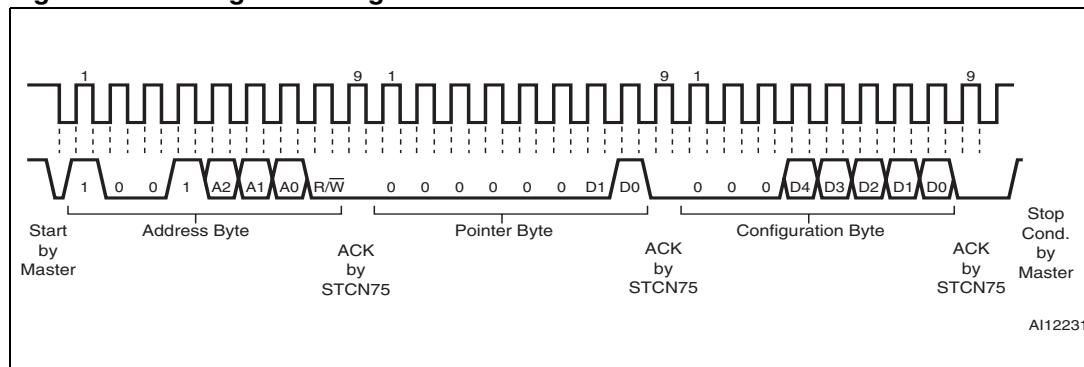 1 9 1 9 1 9
1 0 0 1 A2 A1 A0 R/W 0 0 0 0 0 0 D1 D0 0 0 0 D4 D3 D2 D1 D0
Start
by
Master
Address Byte
ACK
by
STCN75
Pointer Byte
ACK
by
STCN75
Configuration Byte
ACK
by
STCN75
Stop
Cond.
by
Master
AI12231